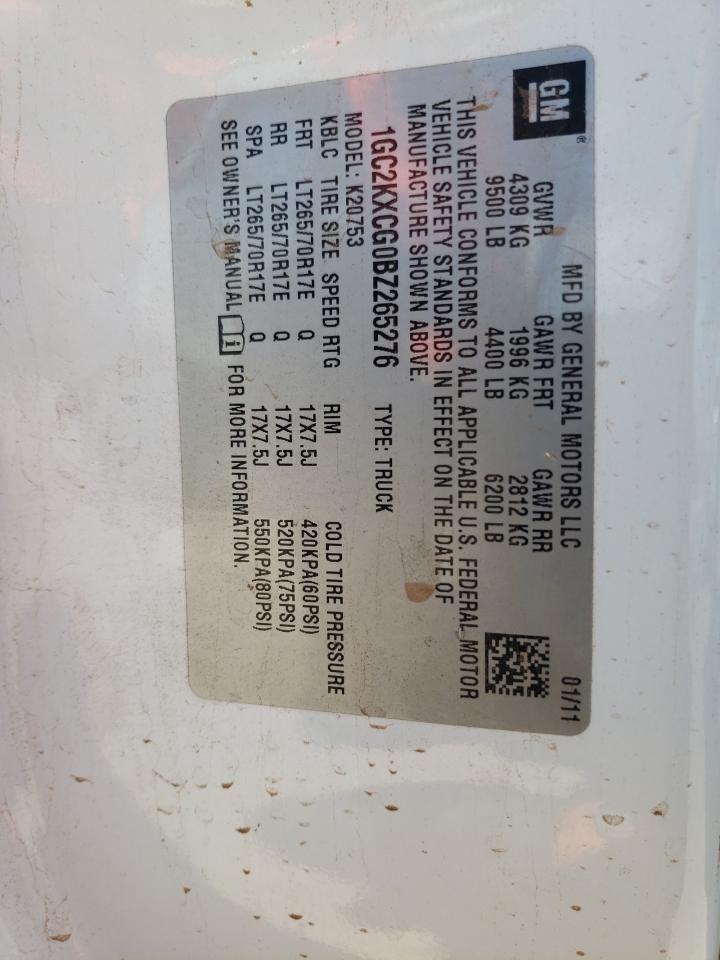 GM®
MFD BY GENERAL MOTORS LLC 01/11
GVWR GAWR FRT GAWR RR
4309 KG 1996 KG 2812 KG
9500 LB 4400 LB 6200 LB
THIS VEHICLE CONFORMS TO ALL APPLICABLE U.S. FEDERAL MOTOR
VEHICLE SAFETY STANDARDS IN EFFECT ON THE DATE OF
MANUFACTURE SHOWN ABOVE.
1GC2KXCG0BZ265276 TYPE: TRUCK
MODEL: K20753
KBLC TIRE SIZE SPEED RTG RIM COLD TIRE PRESSURE
FRT LT265/70R17E Q 17X7.5J 420KPA(60PSI)
RR LT265/70R17E Q 17X7.5J 520KPA(75PSI)
SPA LT265/70R17E Q 17X7.5J 550KPA(80PSI)
SEE OWNER'S MANUAL i FOR MORE INFORMATION.